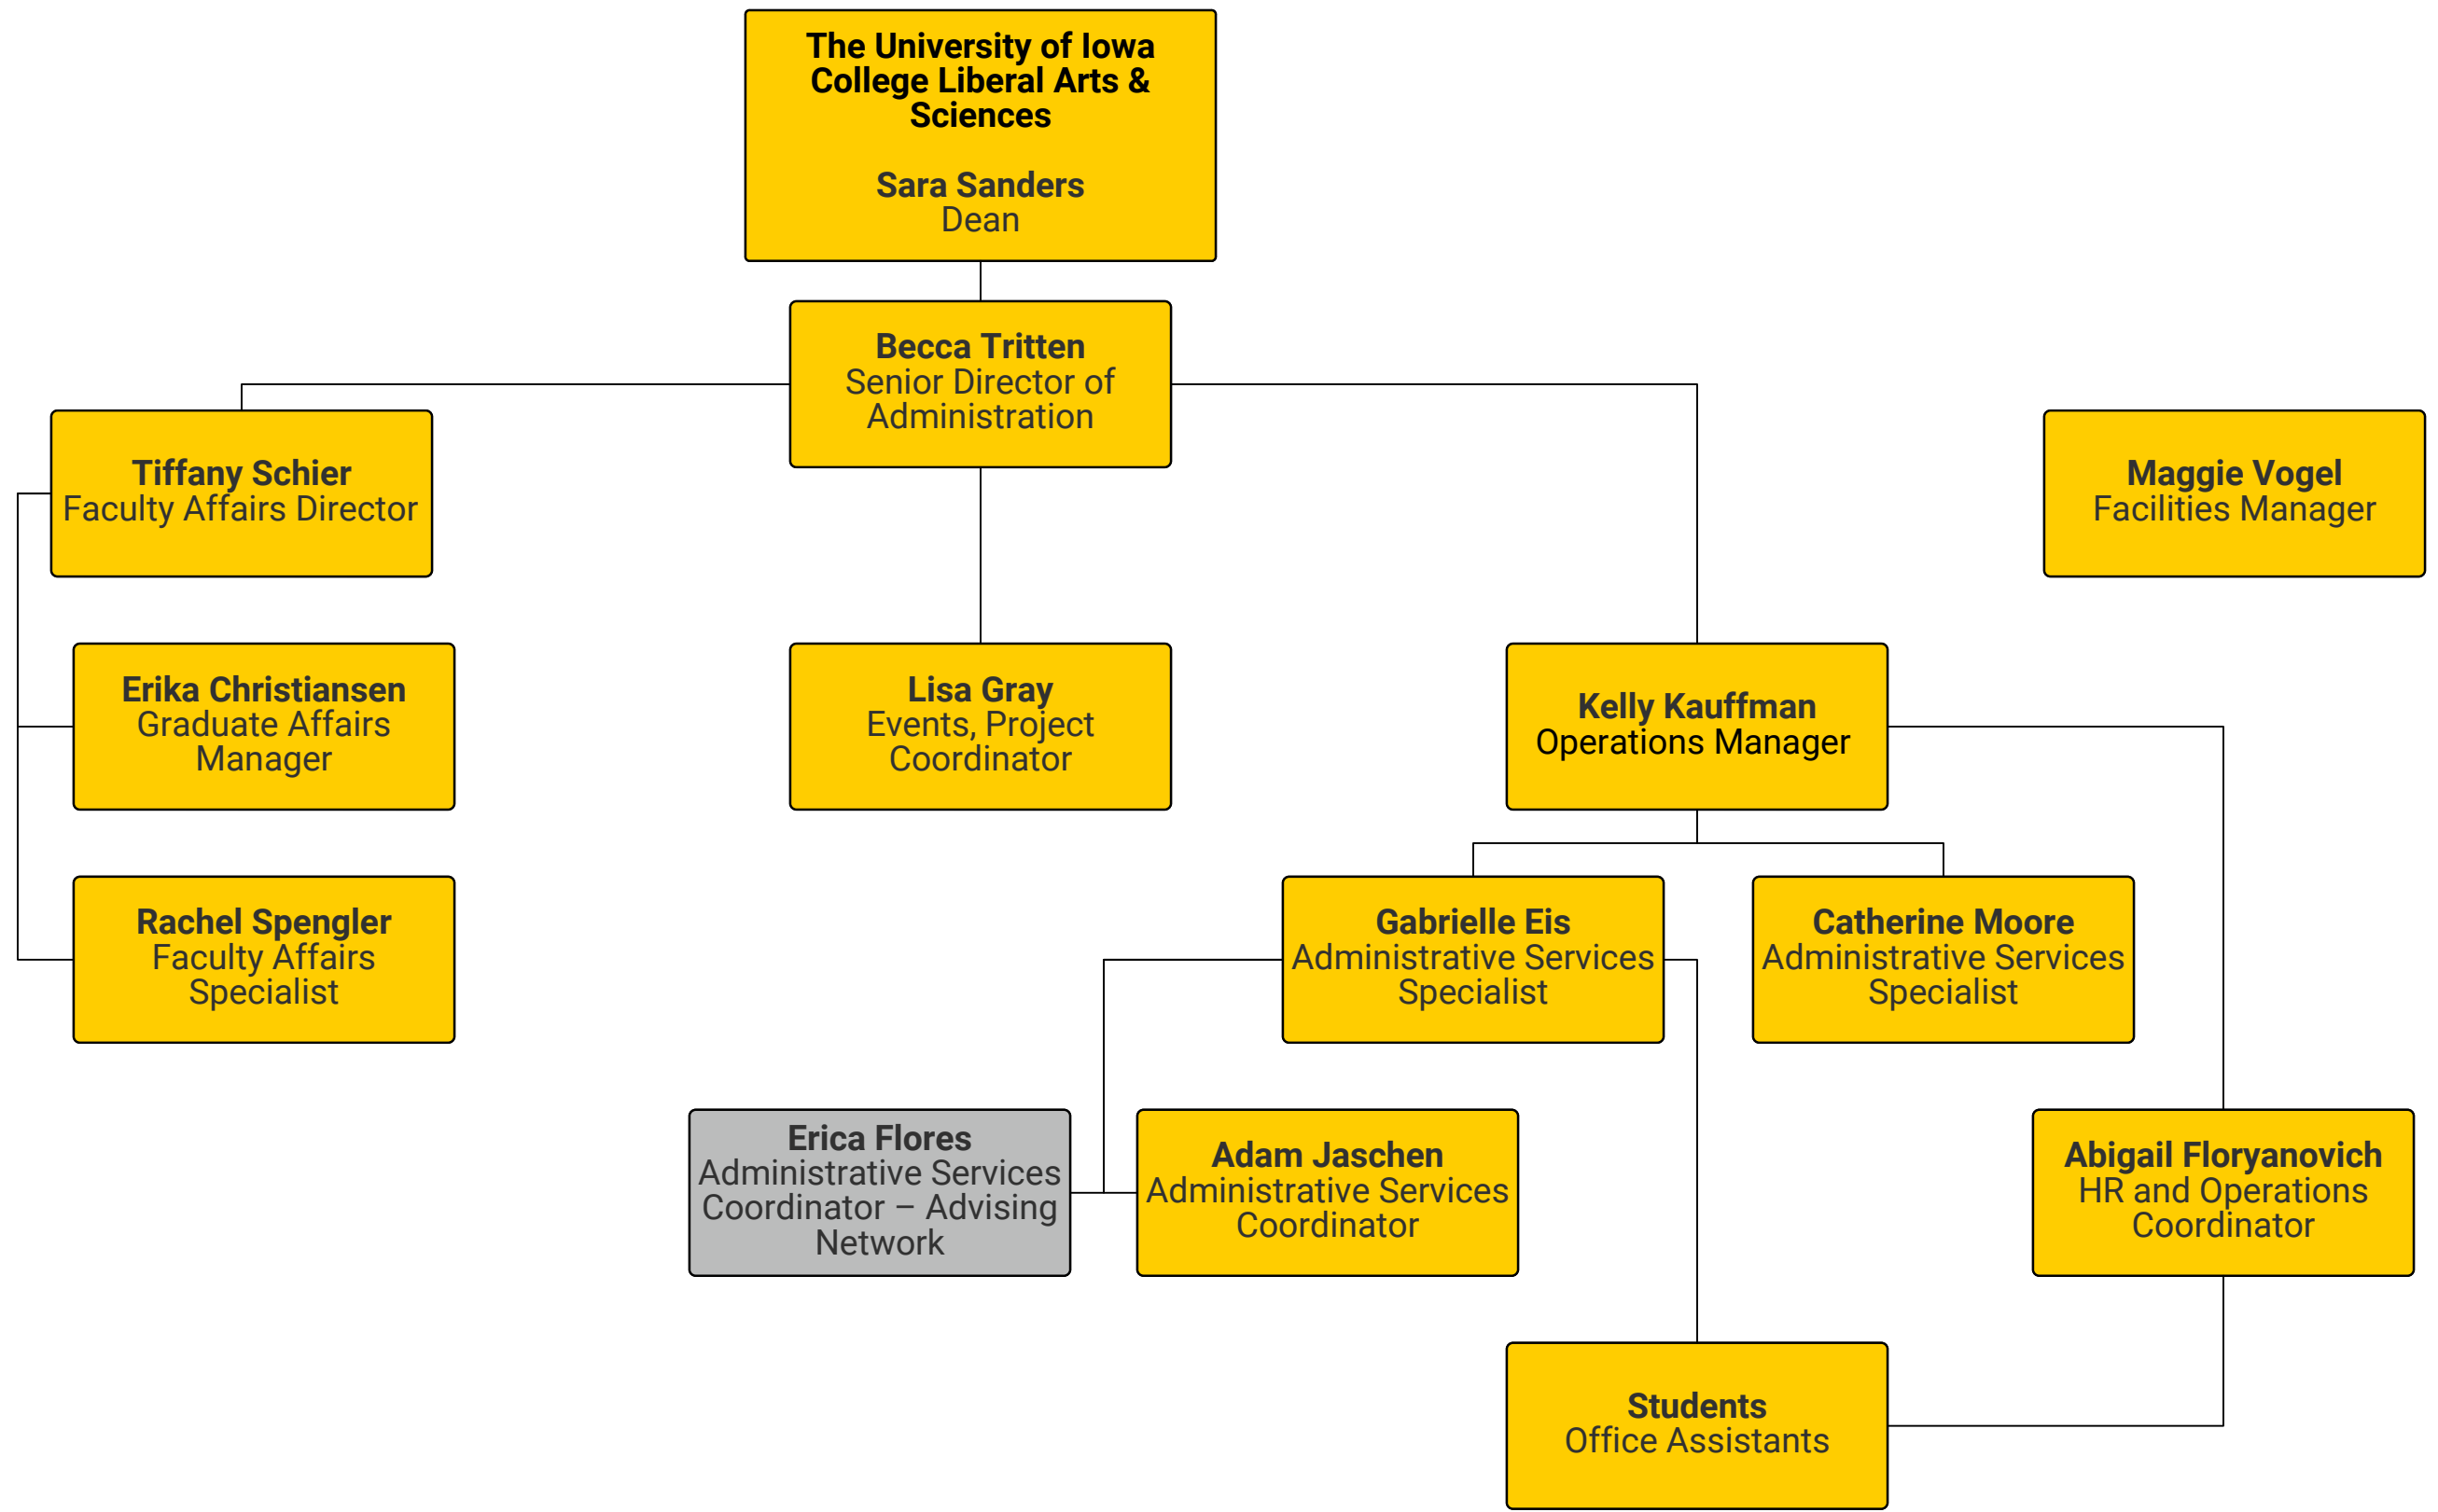 The University of Iowa
College Liberal Arts &
Sciences
Sara Sanders
Dean
Becca Tritten
Senior Director of
Administration
Tiffany Schier
Faculty Affairs Director
Maggie Vogel
Facilities Manager
Erika Christiansen
Graduate Affairs
Manager
Lisa Gray
Events, Project
Coordinator
Kelly Kauffman
Operations Manager
Rachel Spengler
Faculty Affairs
Specialist
Gabrielle Eis
Administrative Services
Specialist
Catherine Moore
Administrative Services
Specialist
Erica Flores
Administrative Services
Coordinator – Advising
Network
Adam Jaschen
Administrative Services
Coordinator
Abigail Floryanovich
HR and Operations
Coordinator
Students
Office Assistants